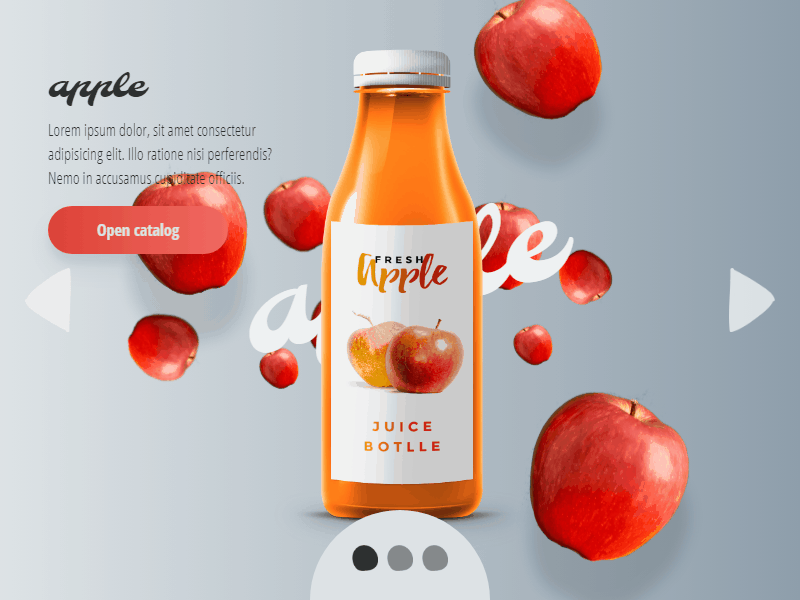 apple
Lorem ipsum dolor, sit amet consectetur
adipisicing elit. Illo ratione nisi perferendis?
Nemo in accusamus cupiditate officiis.
Open catalog
apple
FRESH
Apple
JUICE
BOTLLE